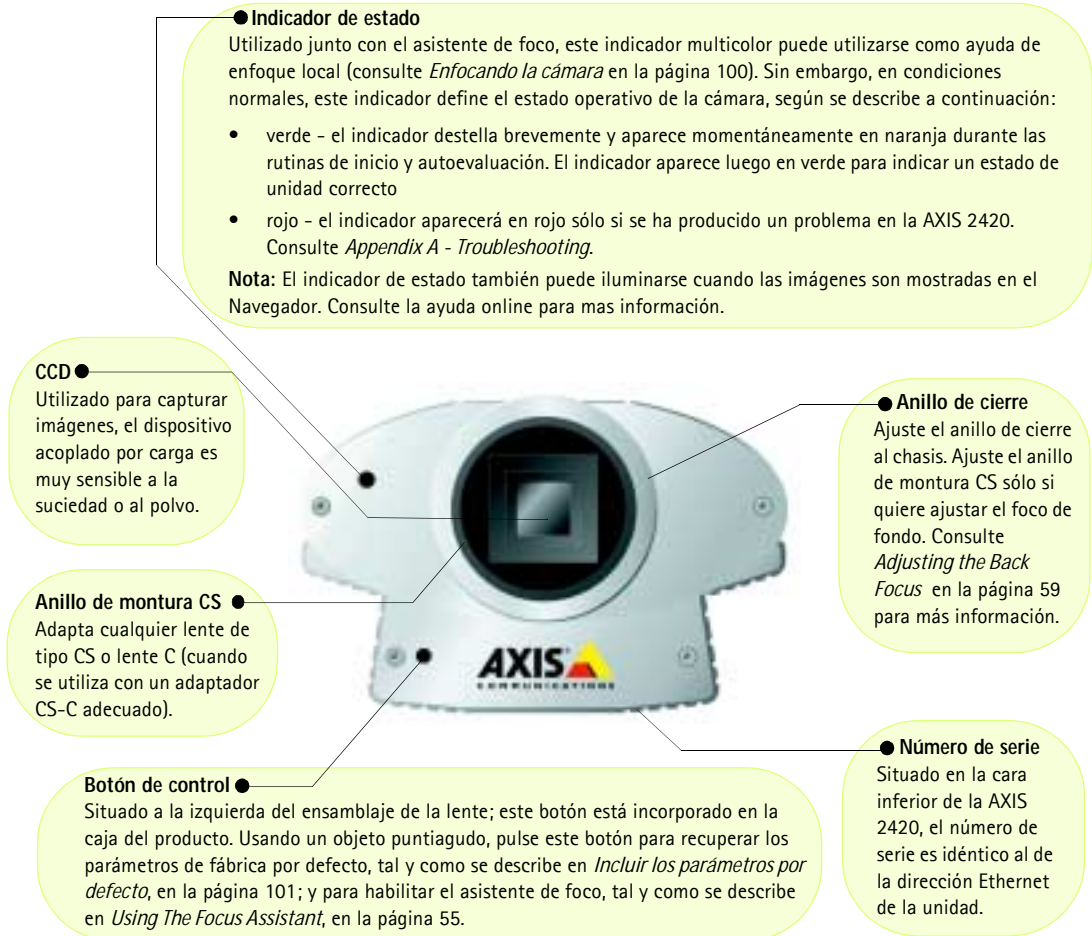 Indicador de estado
Utilizado junto con el asistente de foco, este indicador multicolor puede utilizarse como ayuda de
enfoque local (consulte Enfocando la cámara en la página 100). Sin embargo, en condiciones
normales, este indicador define el estado operativo de la cámara, según se describe a continuación:
• verde - el indicador destella brevemente y aparece momentáneamente en naranja durante las
rutinas de inicio y autoevaluación. El indicador aparece luego en verde para indicar un estado de
unidad correcto
• rojo - el indicador aparecerá en rojo sólo si se ha producido un problema en la AXIS 2420.
Consulte Appendix A - Troubleshooting.
Nota: El indicador de estado también puede iluminarse cuando las imágenes son mostradas en el
Navegador. Consulte la ayuda online para mas información.
CCD
Utilizado para capturar
imágenes, el dispositivo
acoplado por carga es
muy sensible a la
suciedad o al polvo.
Anillo de cierre
Ajuste el anillo de cierre
al chasis. Ajuste el anillo
de montura CS sólo si
quiere ajustar el foco de
fondo. Consulte
Adjusting the Back
Focus en la página 59
para más información.
Anillo de montura CS
Adapta cualquier lente de
tipo CS o lente C (cuando
se utiliza con un adaptador
CS-C adecuado).
AXIS
COMMUNICATIONS
Número de serie
Situado en la cara
inferior de la AXIS
2420, el número de
serie es idéntico al de
la dirección Ethernet
de la unidad.
Botón de control
Situado a la izquierda del ensamblaje de la lente; este botón está incorporado en la
caja del producto. Usando un objeto puntiagudo, pulse este botón para recuperar los
parámetros de fábrica por defecto, tal y como se describe en Incluir los parámetros por
defecto, en la página 101; y para habilitar el asistente de foco, tal y como se describe
en Using The Focus Assistant, en la página 55.